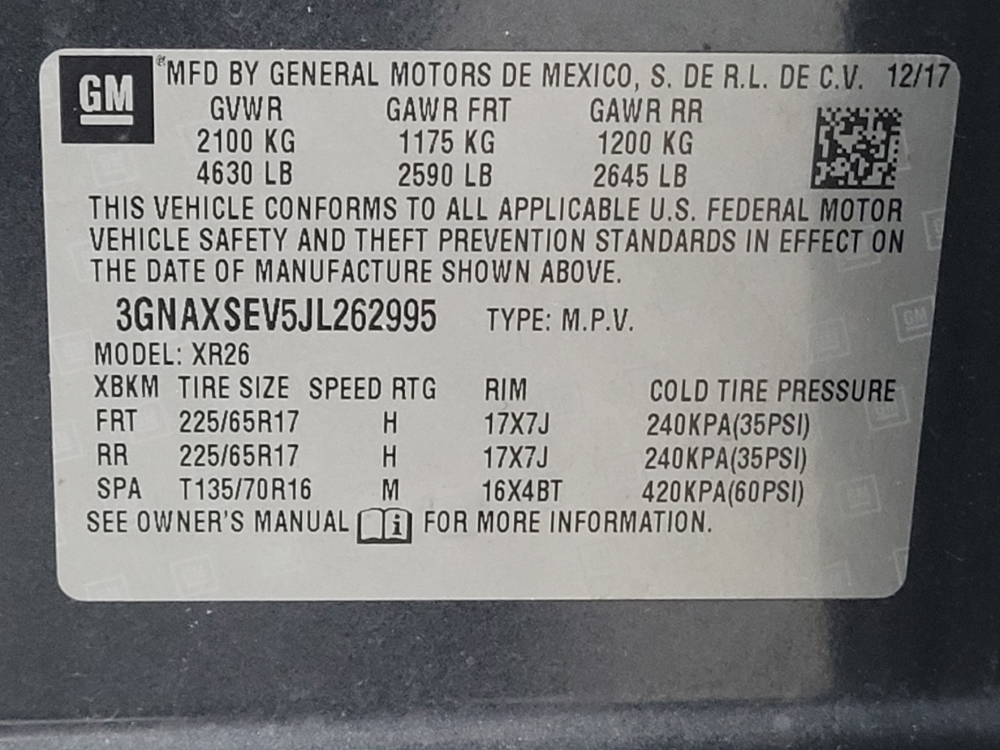 GM ® MFD BY GENERAL MOTORS DE MEXICO, S. DE R.L. DE C.V. 12/17
GVWR GAWR FRT GAWR RR
2100 KG 1175 KG 1200 KG
4630 LB 2590 LB 2645 LB
THIS VEHICLE CONFORMS TO ALL APPLICABLE U.S. FEDERAL MOTOR
VEHICLE SAFETY AND THEFT PREVENTION STANDARDS IN EFFECT ON
THE DATE OF MANUFACTURE SHOWN ABOVE.
3GNAXSEV5JL262995 TYPE: M.P.V.
MODEL: XR26
XBKM TIRE SIZE SPEED RTG RIM COLD TIRE PRESSURE
FRT 225/65R17 H 17X7J 240KPA(35PSI)
RR 225/65R17 H 17X7J 240KPA(35PSI)
SPA T135/70R16 M 16X4BT 420KPA(60PSI)
SEE OWNER'S MANUAL i FOR MORE INFORMATION.